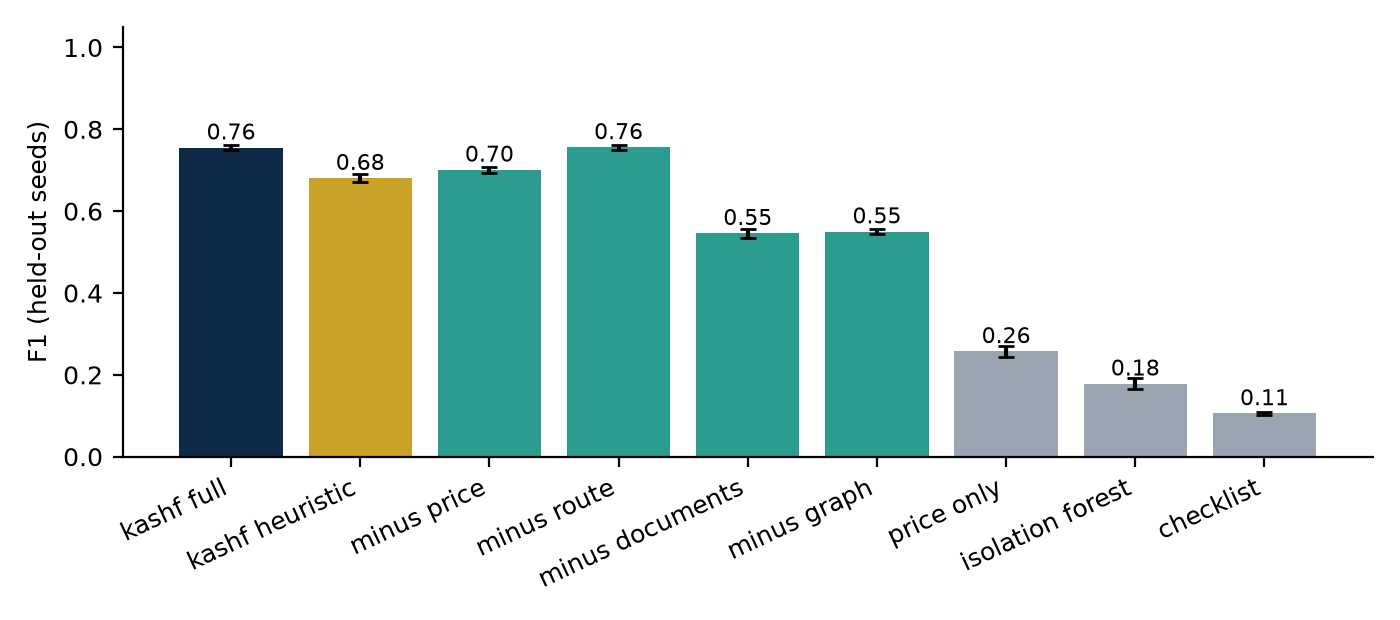 F1 (held-out seeds)
1.0
0.8
0.6
0.4
0.2
0.0
0.76
0.68
0.70
0.76
0.55
0.55
0.26
0.18
0.11
kashf full
kashf heuristic
minus price
minus route
minus documents
minus graph
price only
isolation forest
checklist